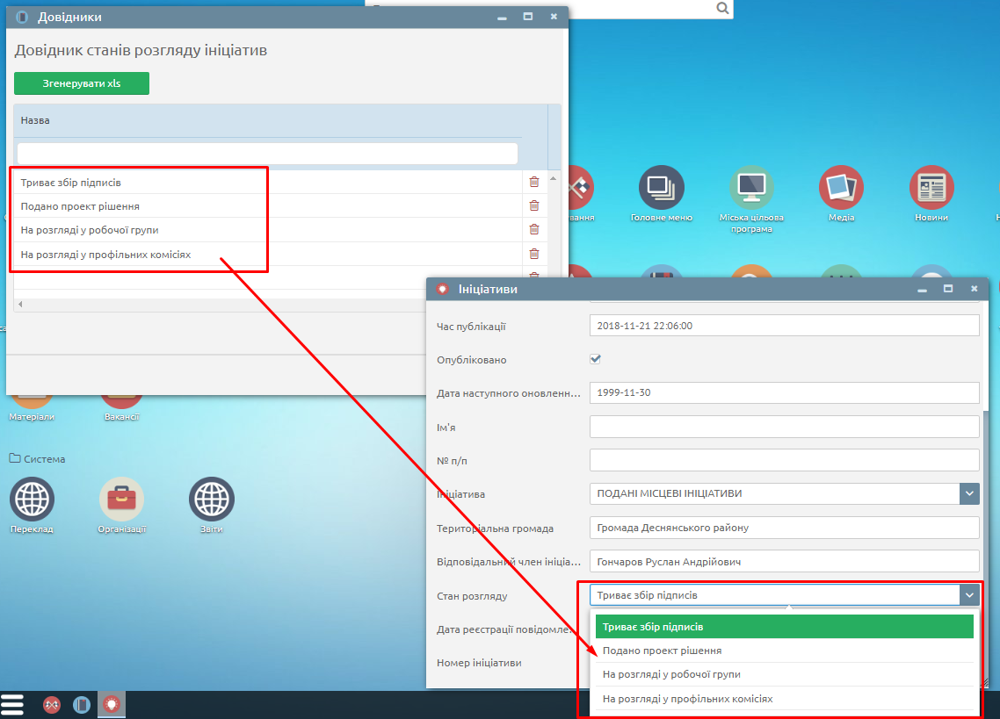 Довідники
Довідник станів розгляду ініціатив
Згенерувати xls
Назва
Триває збір підписів
Подано проект рішення
На розгляді у робочої групи
На розгляді у профільних комісіях
Головне меню
Міська цільова
програма
Медіа
Новини
Матеріали
Вакансії
Система
Переклад
Організації
Звіти
Ініціативи
Час публікації
2018-11-21 22:06:00
Опубліковано
Дата наступного оновленн...
1999-11-30
Ім'я
№ п/п
Ініціатива
ПОДАНІ МІСЦЕВІ ІНІЦІАТИВИ
Територіальна громада
Громада Деснянського району
Відповідальний член ініціа...
Гончаров Руслан Андрійович
Стан розгляду
Триває збір підписів
Дата реєстрації повідомле...
Номер ініціативи
Триває збір підписів
Подано проект рішення
На розгляді у робочої групи
На розгляді у профільних комісіях